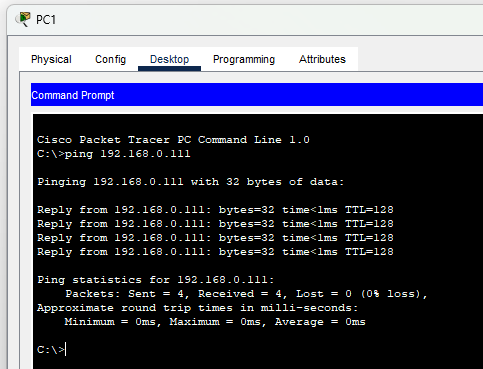 PC1
Physical Config Desktop Programming Attributes
Command Prompt
Cisco Packet Tracer PC Command Line 1.0
C:\>ping 192.168.0.111
Pinging 192.168.0.111 with 32 bytes of data:
Reply from 192.168.0.111: bytes=32 time<1ms TTL=128
Reply from 192.168.0.111: bytes=32 time<1ms TTL=128
Reply from 192.168.0.111: bytes=32 time<1ms TTL=128
Reply from 192.168.0.111: bytes=32 time<1ms TTL=128
Ping statistics for 192.168.0.111:
Packets: Sent = 4, Received = 4, Lost = 0 (0% loss),
Approximate round trip times in milli-seconds:
Minimum = 0ms, Maximum = 0ms, Average = 0ms
C:\>